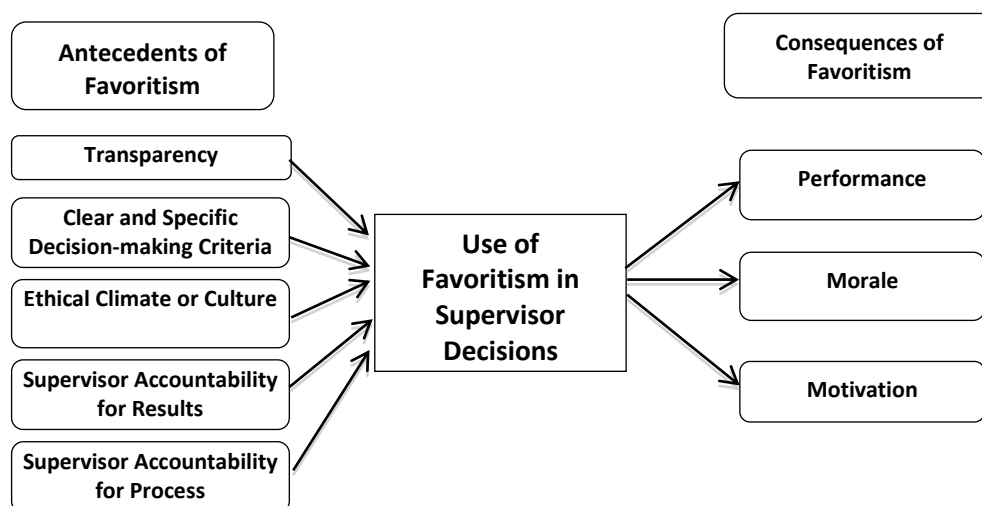 Antecedents of
Favoritism
Consequences of
Favoritism
Transparency
Clear and Specific
Decision-making Criteria
Ethical Climate or Culture
Supervisor Accountability
for Results
Supervisor Accountability
for Process
Use of
Favoritism in
Supervisor
Decisions
Performance
Morale
Motivation